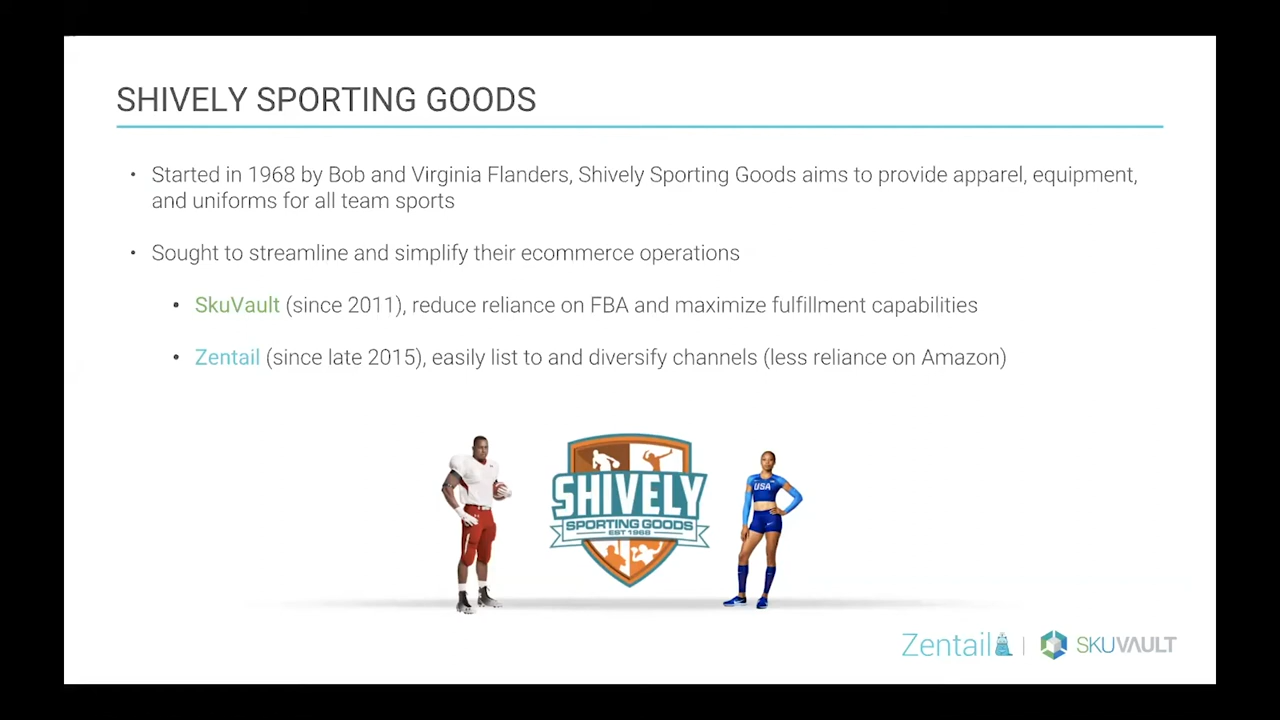 SHIVELY SPORTING GOODS
• Started in 1968 by Bob and Virginia Flanders, Shively Sporting Goods aims to provide apparel, equipment,
and uniforms for all team sports
• Sought to streamline and simplify their ecommerce operations
• SkuVault (since 2011), reduce reliance on FBA and maximize fulfillment capabilities
• Zentail (since late 2015), easily list to and diversify channels (less reliance on Amazon)
SHIVELY
SPORTING GOODS
EST 1968
USA
Zentail | SKUVAULT